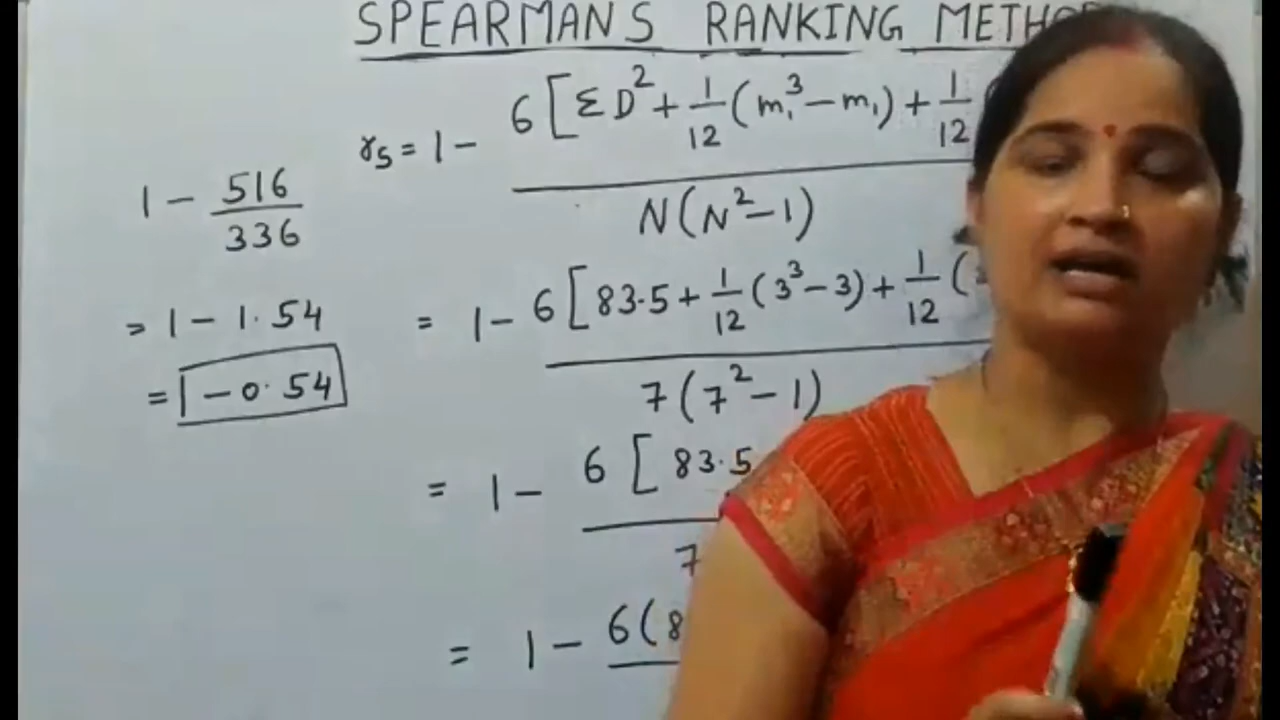 SPEARMAN'S RANKING METHO
rs = 1 - 6[ΣD² + 1/12(m₁³ - m₁) + 1/12(
N(N² - 1)
1 - 516/336
= 1 - 1.54
= -0.54
= 1 - 6[83.5 + 1/12(3³ - 3) + 1/12(
7(7² - 1)
= 1 - 6[83.5
7
= 1 - 6(8